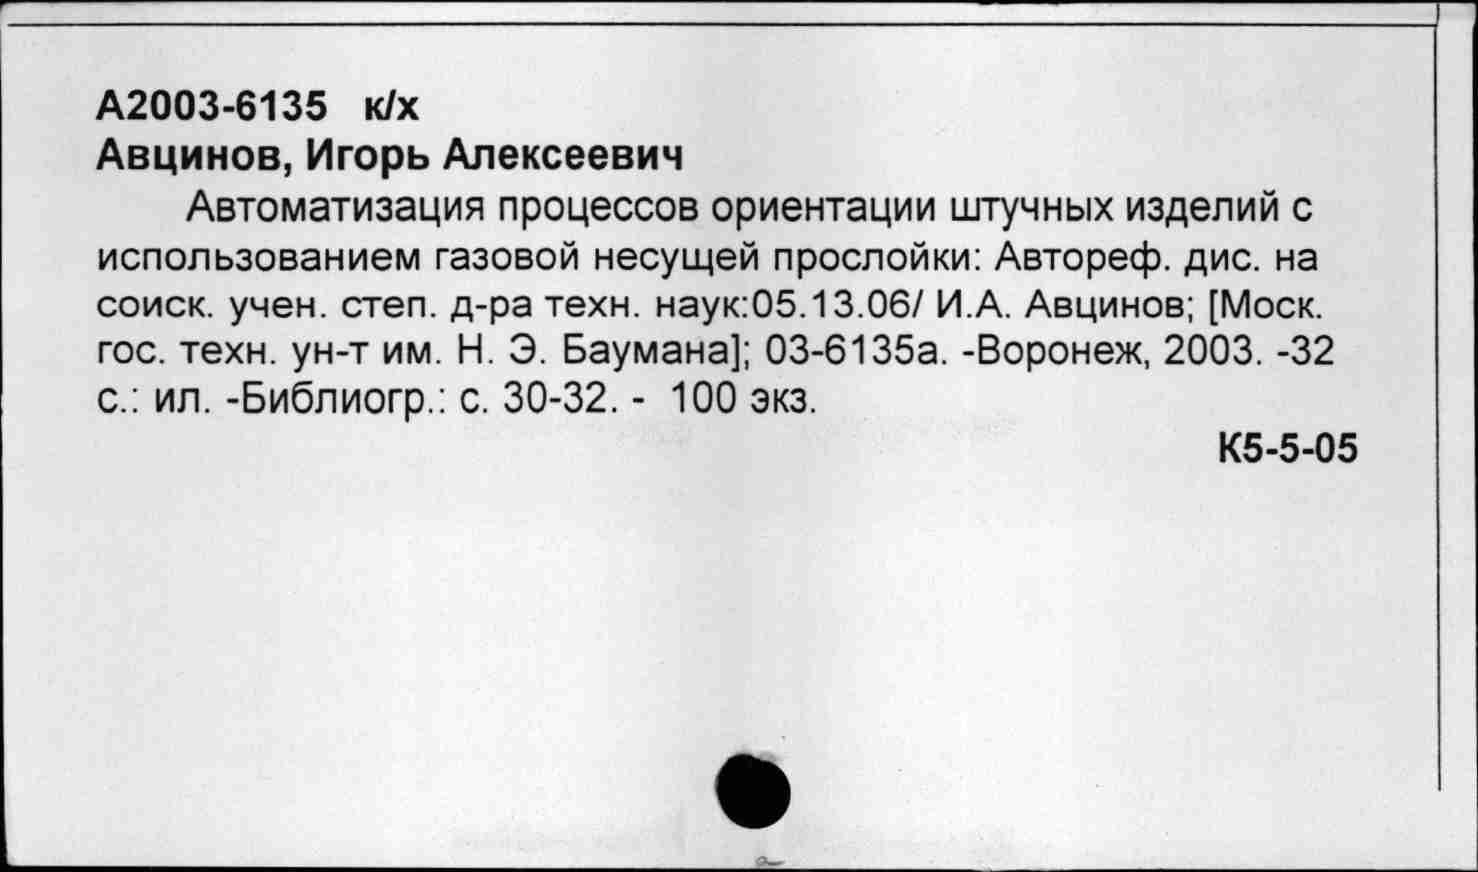 А2003-6135 к/х
Авцинов, Игорь Алексеевич
Автоматизация процессов ориентации штучных изделий с
использованием газовой несущей прослойки: Автореф. дис. на
соиск. учен. степ. д-ра техн. наук:05.13.06/ И.А. Авцинов; [Моск.
гос. техн. ун-т им. Н. Э. Баумана]; 03-6135а. -Воронеж, 2003. -32
с.: ил. -Библиогр.: с. 30-32. - 100 экз.
К5-5-05